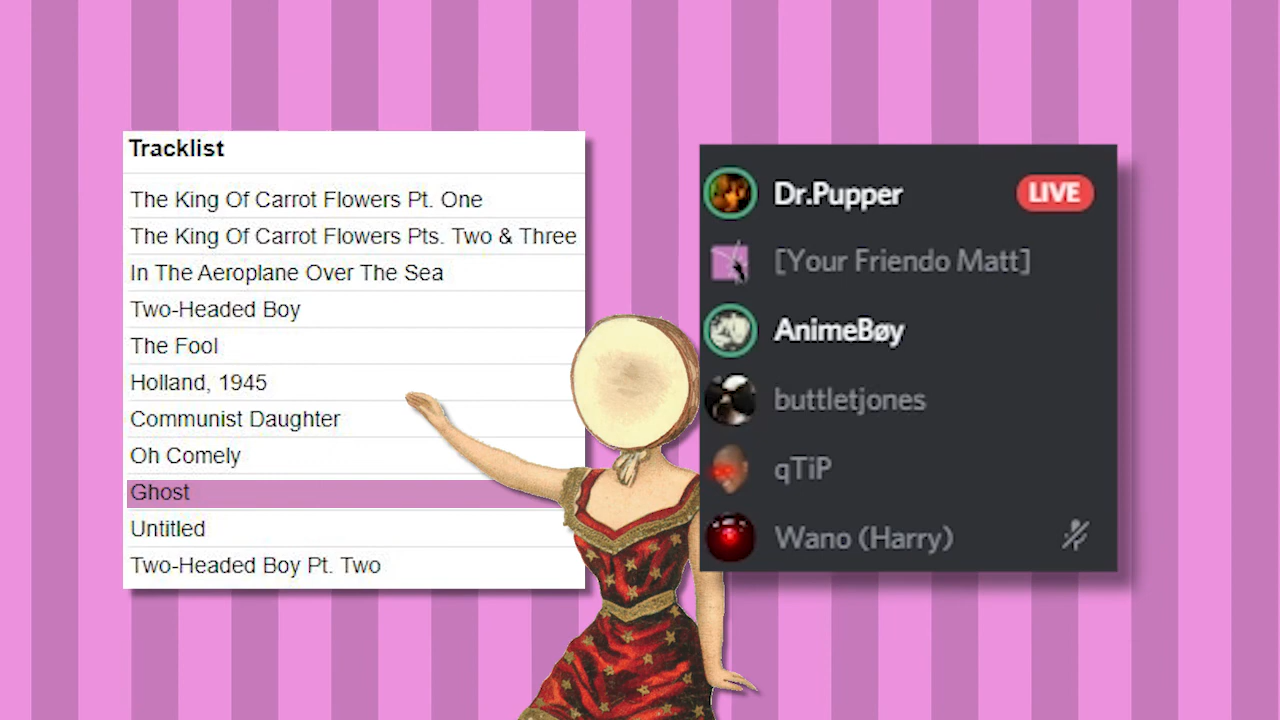 Tracklist
The King Of Carrot Flowers Pt. One
The King Of Carrot Flowers Pts. Two & Three
In The Aeroplane Over The Sea
Two-Headed Boy
The Fool
Holland, 1945
Communist Daughter
Oh Comely
Ghost
Untitled
Two-Headed Boy Pt. Two
Dr.Pupper LIVE
[Your Friendo Matt]
AnimeBøy
buttletjones
qTiP
Wano (Harry)